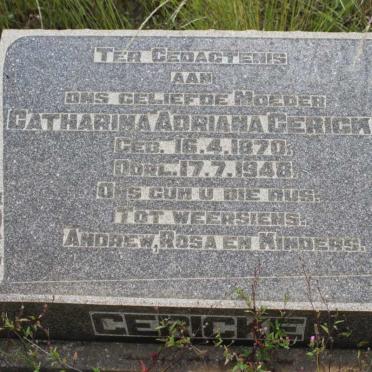 TER GEDAGTENIS
AAN
ONS GELIEFDE MOEDER
CATHARINA ADRIANA GERICK
GEB. 16.4.1870.
OORL. 17.7.1948.
ONS GUN U DIE RUS.
TOT WEERSIENS.
ANDREW, ROSA EN KINDERS.
GERICKE